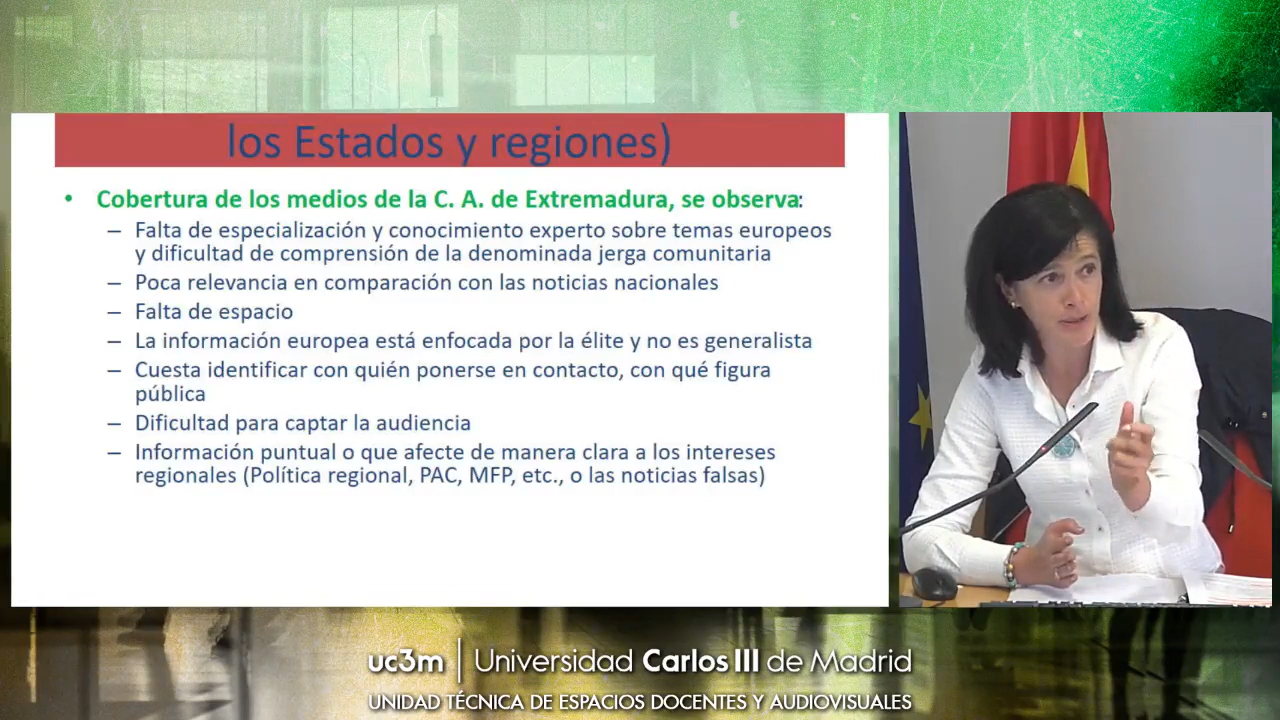 los Estados y regiones)
• Cobertura de los medios de la C. A. de Extremadura, se observa:
– Falta de especialización y conocimiento experto sobre temas europeos
y dificultad de comprensión de la denominada jerga comunitaria
– Poca relevancia en comparación con las noticias nacionales
– Falta de espacio
– La información europea está enfocada por la élite y no es generalista
– Cuesta identificar con quién ponerse en contacto, con qué figura
pública
– Dificultad para captar la audiencia
– Información puntual o que afecte de manera clara a los intereses
regionales (Política regional, PAC, MFP, etc., o las noticias falsas)
uc3m | Universidad Carlos III de Madrid
UNIDAD TÉCNICA DE ESPACIOS DOCENTES Y AUDIOVISUALES